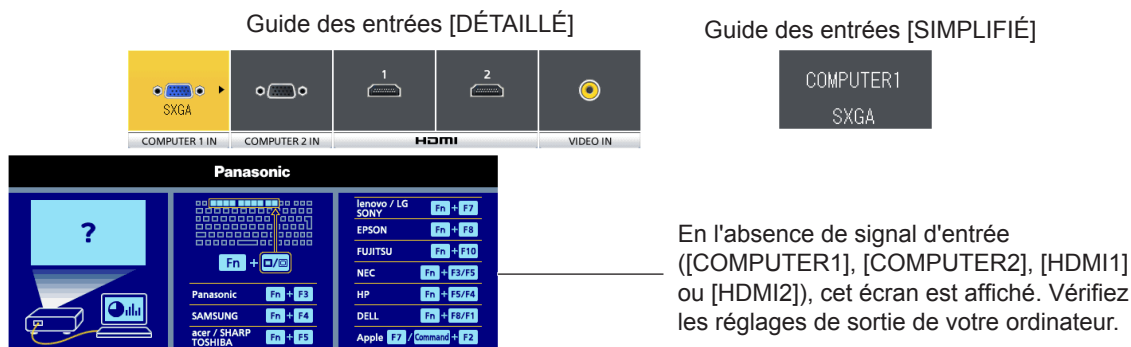 Guide des entrées [DÉTAILLÉ]
Guide des entrées [SIMPLIFIÉ]
1
2
SXGA
COMPUTER 1 IN
COMPUTER 2 IN
HDMI
VIDEO IN
COMPUTER1
SXGA
Panasonic
?
Fn +
Panasonic Fn + F3
SAMSUNG Fn + F4
acer / SHARP
TOSHIBA Fn + F5
lenovo / LG
SONY Fn + F7
EPSON Fn + F8
FUJITSU Fn + F10
NEC Fn + F3/F5
HP Fn + F5/F4
DELL Fn + F8/F1
Apple F7 / Command + F2
En l'absence de signal d'entrée
([COMPUTER1], [COMPUTER2], [HDMI1]
ou [HDMI2]), cet écran est affiché. Vérifiez
les réglages de sortie de votre ordinateur.